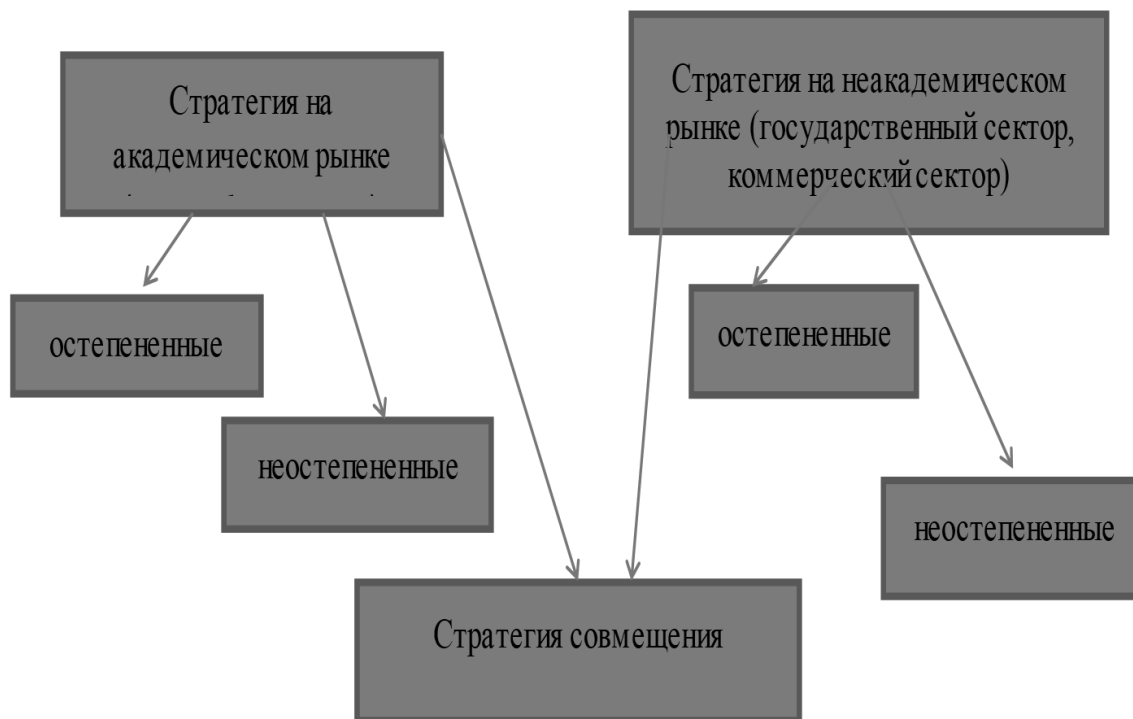 Стратегия на
академическом рынке
Стратегия на неакадемическом
рынке (государственный сектор,
коммерческий сектор)
остепененные
неостепененные
остепененные
неостепененные
Стратегия совмещения